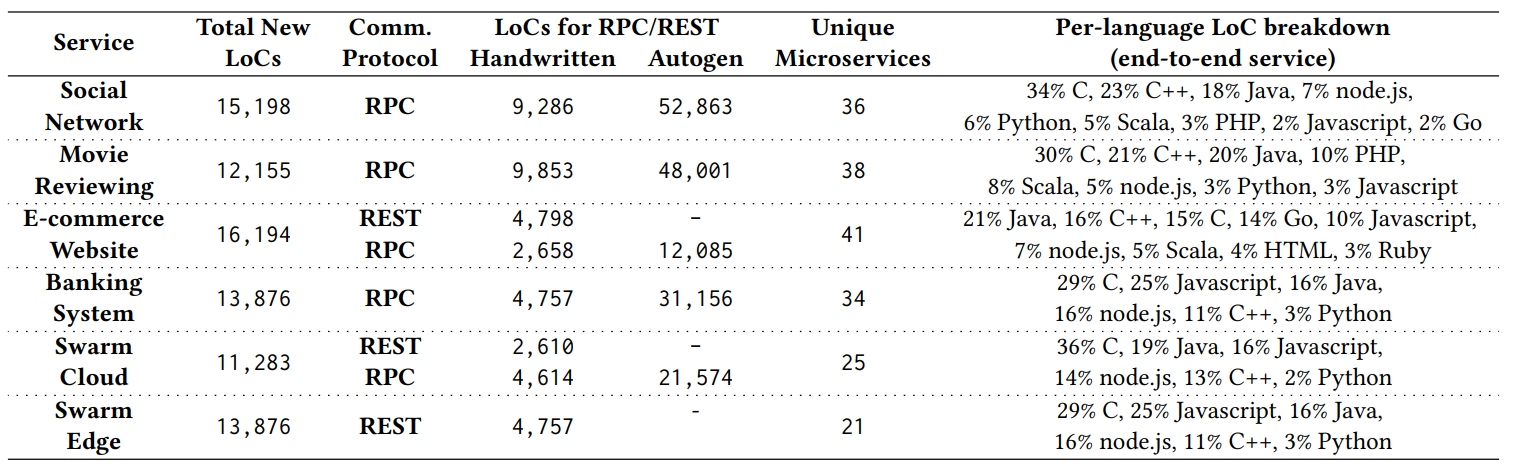 Service Total New LoCs Comm. Protocol LoCs for RPC/REST Handwritten Autogen Unique Microservices Per-language LoC breakdown (end-to-end service)
Social Network 15,198 RPC 9,286 52,863 36 34% C, 23% C++, 18% Java, 7% node.js,
6% Python, 5% Scala, 3% PHP, 2% Javascript, 2% Go
Movie Reviewing 12,155 RPC 9,853 48,001 38 30% C, 21% C++, 20% Java, 10% PHP,
8% Scala, 5% node.js, 3% Python, 3% Javascript
E-commerce Website 16,194 REST 4,798 – 41 21% Java, 16% C++, 15% C, 14% Go, 10% Javascript,
RPC 2,658 12,085 7% node.js, 5% Scala, 4% HTML, 3% Ruby
Banking System 13,876 RPC 4,757 31,156 34 29% C, 25% Javascript, 16% Java,
16% node.js, 11% C++, 3% Python
Swarm Cloud 11,283 REST 2,610 – 25 36% C, 19% Java, 16% Javascript,
RPC 4,614 21,574 14% node.js, 13% C++, 2% Python
Swarm Edge 13,876 REST 4,757 - 21 29% C, 25% Javascript, 16% Java,
16% node.js, 11% C++, 3% Python